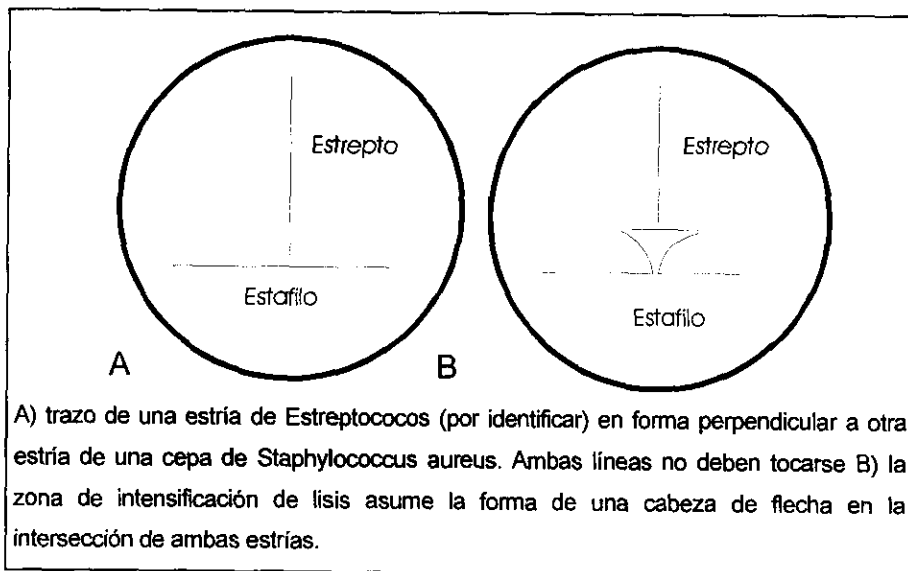 Estrepto
Estafilo
A
Estrepto
Estafilo
B
A) trazo de una estría de Estreptococos (por identificar) en forma perpendicular a otra
estría de una cepa de Staphylococcus aureus. Ambas líneas no deben tocarse B) la
zona de intensificación de lisis asume la forma de una cabeza de flecha en la
intersección de ambas estrías.